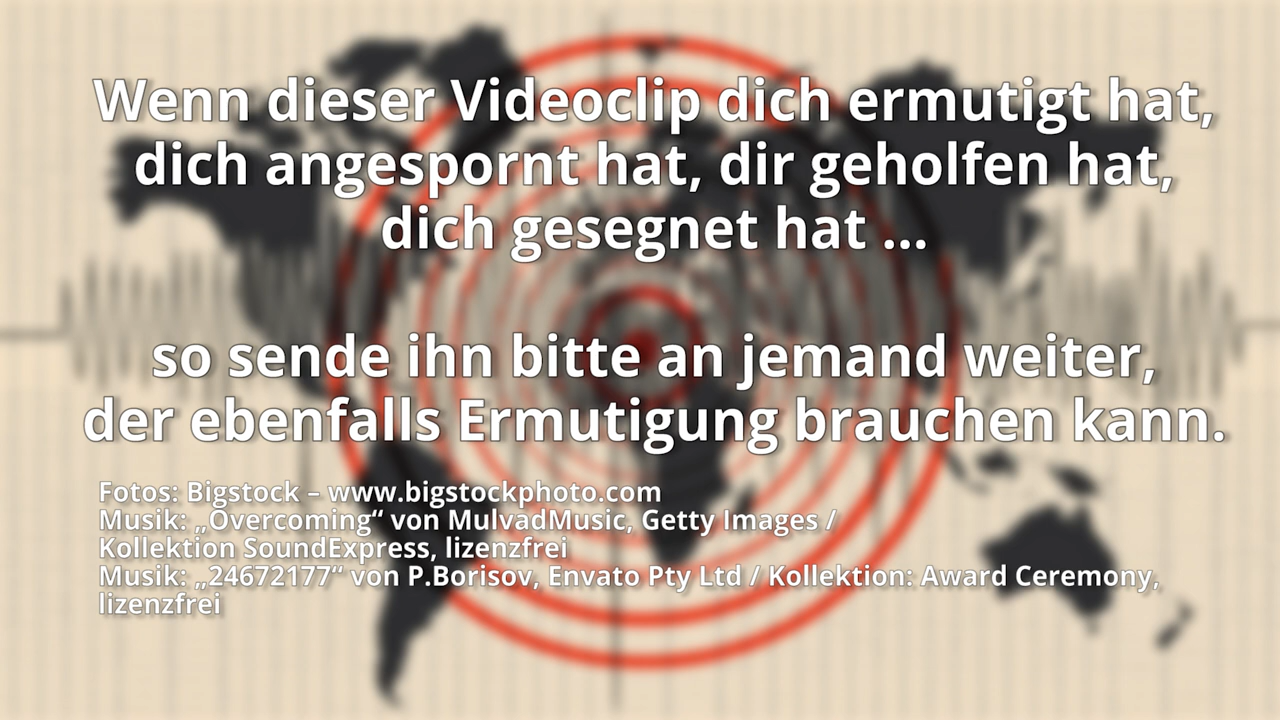 Wenn dieser Videoclip dich ermutigt hat,
dich angespornt hat, dir geholfen hat,
dich gesegnet hat ...
so sende ihn bitte an jemand weiter,
der ebenfalls Ermutigung brauchen kann.
Fotos: Bigstock – www.bigstockphoto.com
Musik: „Overcoming“ von MulvadMusic, Getty Images /
Kollektion SoundExpress, lizenzfrei
Musik: „24672177“ von P.Borisov, Envato Pty Ltd / Kollektion: Award Ceremony,
lizenzfrei